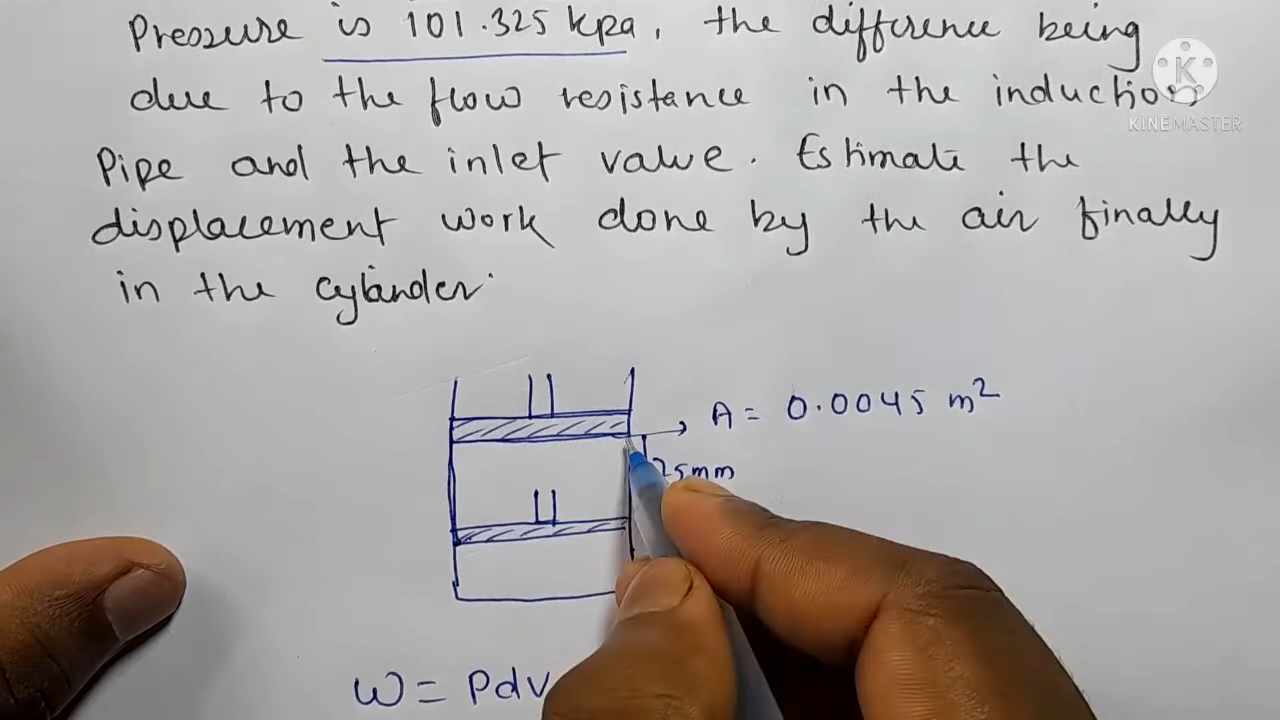 Pressure is 101.325 kpa, the difference being
due to the flow resistance in the induction
Pipe and the inlet valve. Estimate the
displacement work done by the air finally
in the cylinder.
A = 0.0045 m²
75mm
W = Pdv
K
KINEMASTER